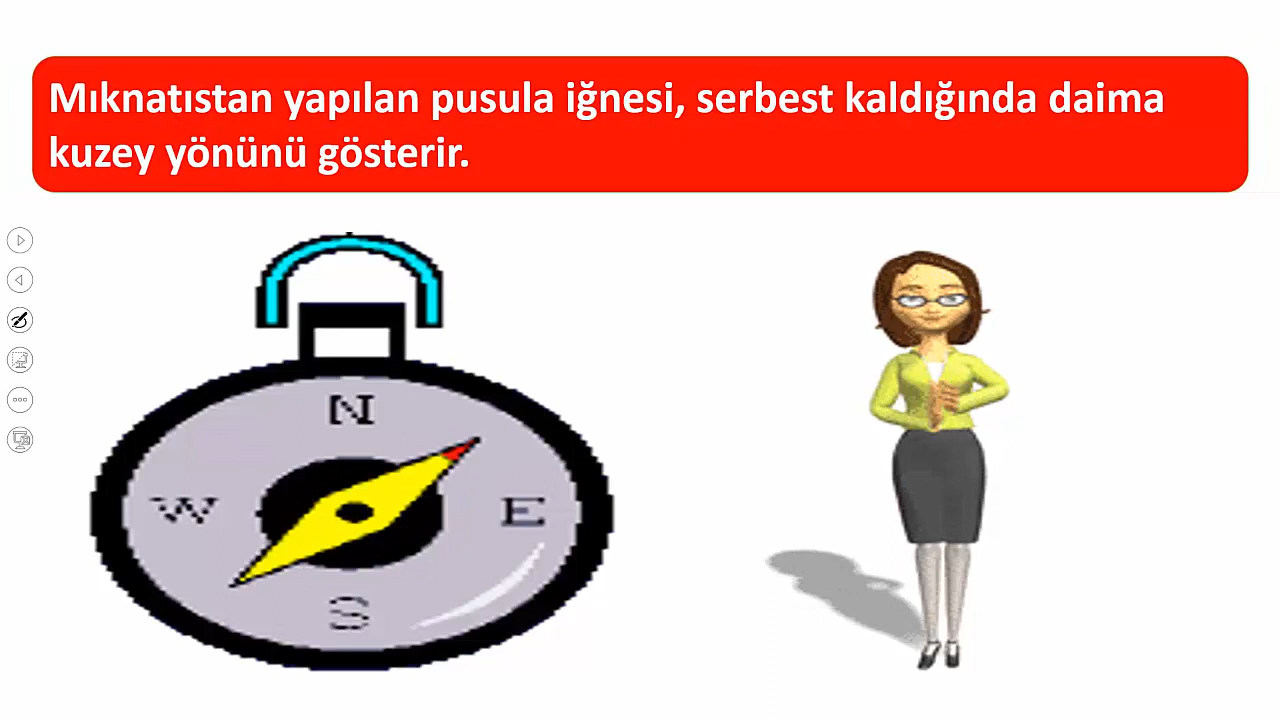 Mıknatıstan yapılan pusula iğnesi, serbest kaldığında daima
kuzey yönünü gösterir.
N
W
E
S